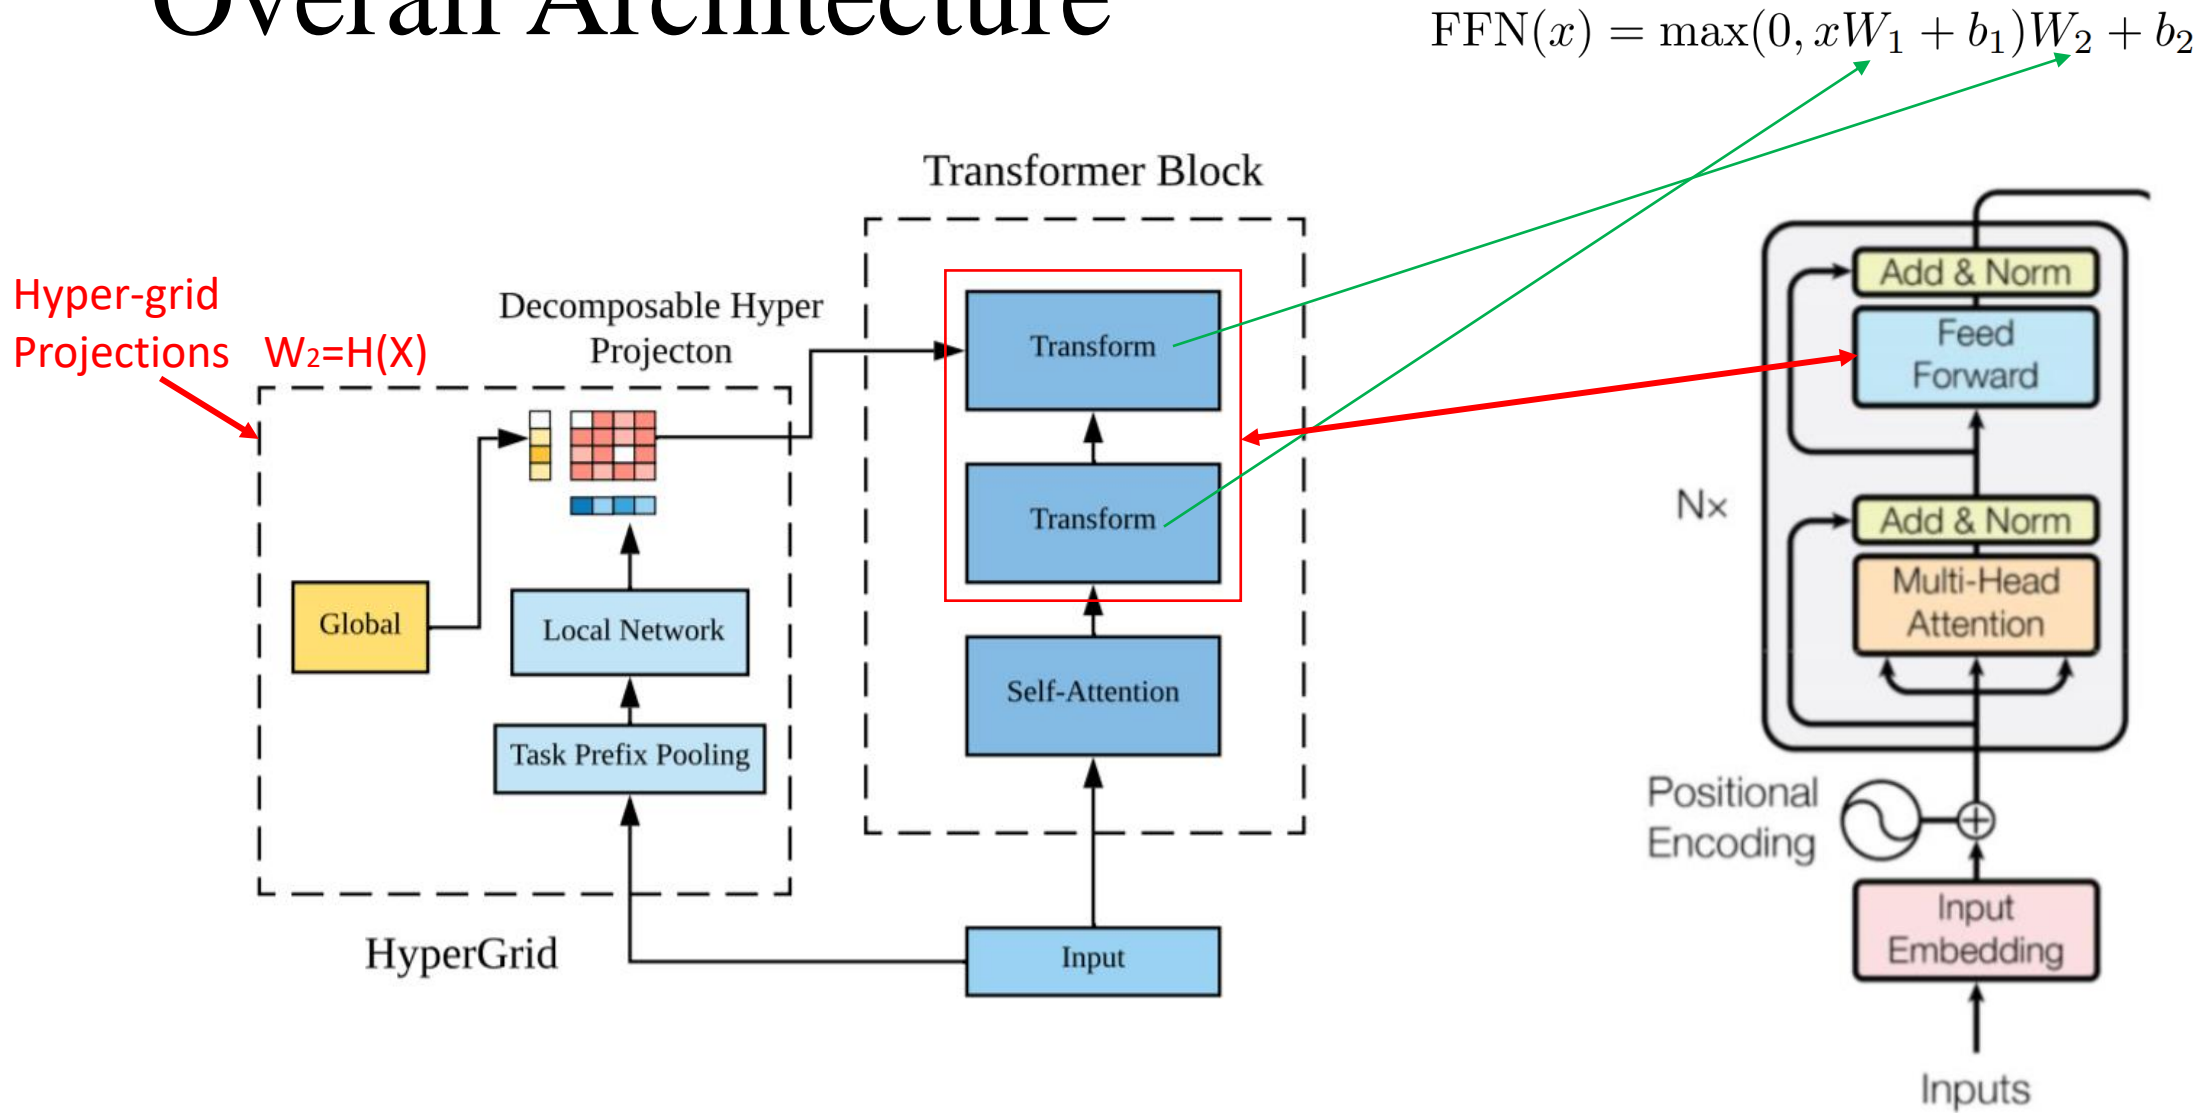 Overall Architecture
FFN(x) = max(0, xW₁ + b₁)W₂ + b₂
Transformer Block
Hyper-grid
Projections W₂=H(X)
Decomposable Hyper
Projecton
Transform
Transform
Self-Attention
Global
Local Network
Task Prefix Pooling
HyperGrid
Input
Add & Norm
Feed
Forward
N×
Add & Norm
Multi-Head
Attention
Positional
Encoding
Input
Embedding
Inputs